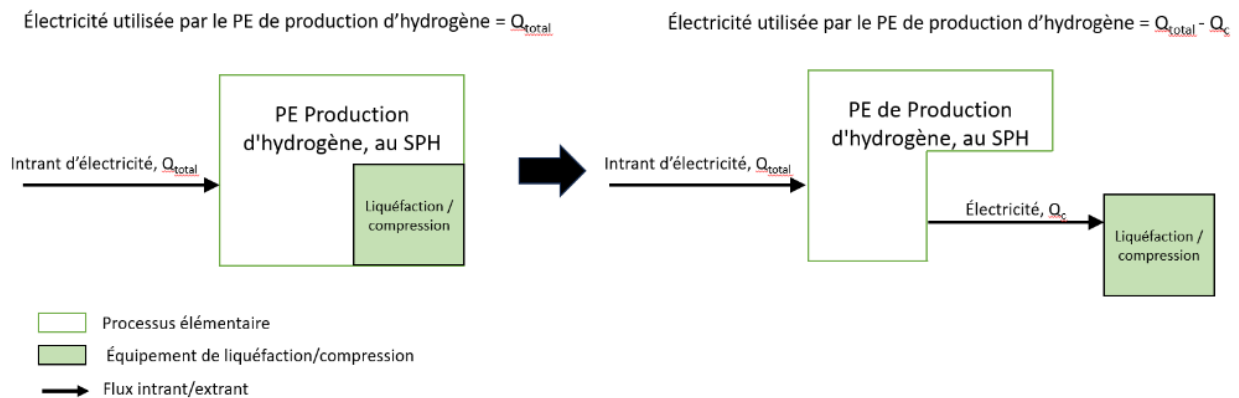 Électricité utilisée par le PE de production d'hydrogène = Qtotal
Électricité utilisée par le PE de production d'hydrogène = Qtotal - Qc
PE Production
d'hydrogène, au SPH
Intrant d'électricité, Qtotal
Liquéfaction /
compression
PE de Production
d'hydrogène, au SPH
Intrant d'électricité, Qtotal
Électricité, Qc
Liquéfaction /
compression
Processus élémentaire
Équipement de liquéfaction/compression
Flux intrant/extrant